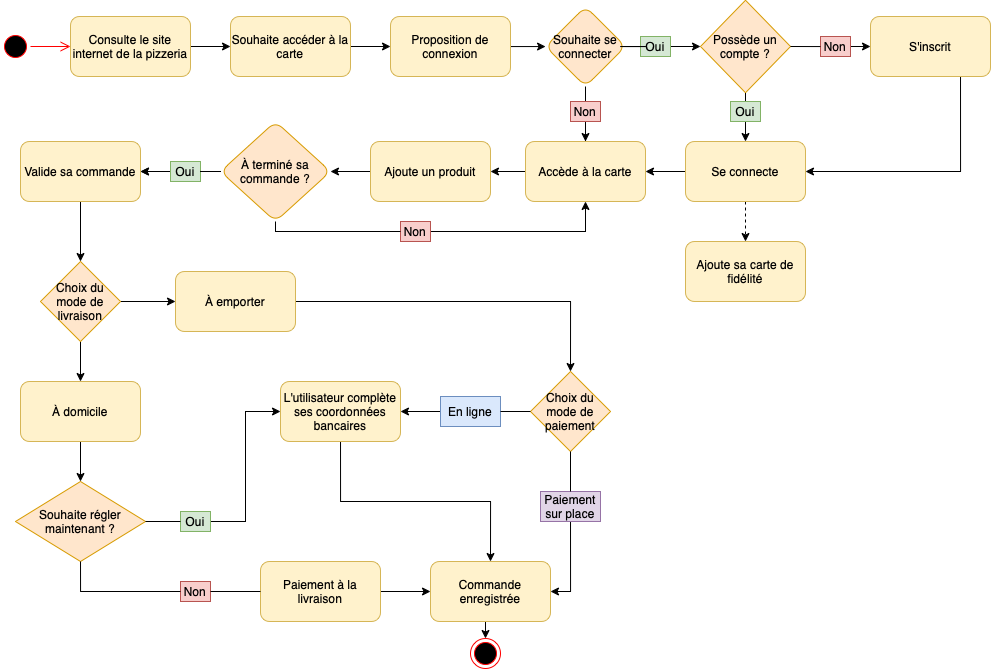 Consulte le site
internet de la pizzeria
Souhaite accéder à la
carte
Proposition de
connexion
Souhaite se
connecter
Oui
Possède un
compte ?
Non
S'inscrit
Non
Oui
Valide sa commande
Oui
À terminé sa
commande ?
Ajoute un produit
Accède à la carte
Se connecte
Non
Ajoute sa carte de
fidélité
Choix du
mode de
livraison
À emporter
À domicile
L'utilisateur complète
ses coordonnées
bancaires
En ligne
Choix du
mode de
paiement
Souhaite régler
maintenant ?
Oui
Paiement
sur place
Non
Paiement à la
livraison
Commande
enregistrée